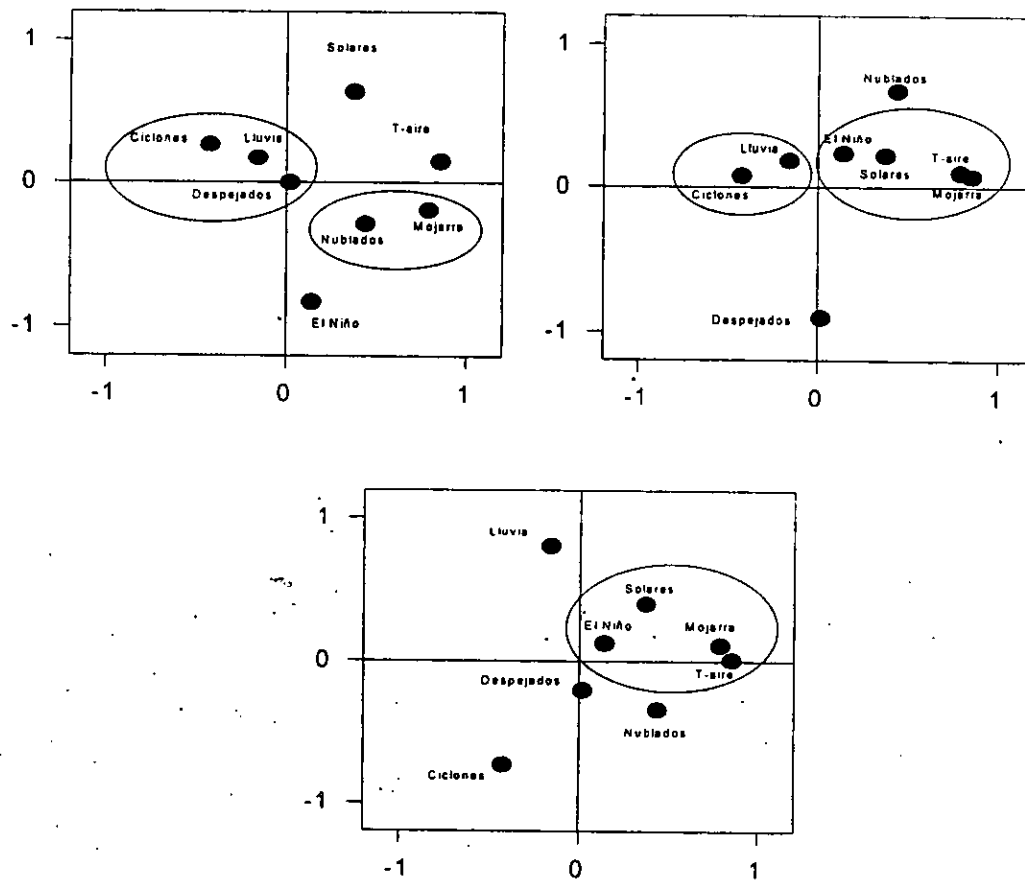 1
Solares
T-aire
Ciclones Lluvia
0
Despejados
Nublados Mojarra
El Niño
-1
-1 0 1
1
Nublados
Lluvia El Niño
T-aire
Solares
0
Ciclones Mojarra
Despejados
-1
-1 0 1
1
Lluvia
Solares
El Niño Mojarra
0
T-aire
Despejados
Nublados
Ciclones
-1
-1 0 1